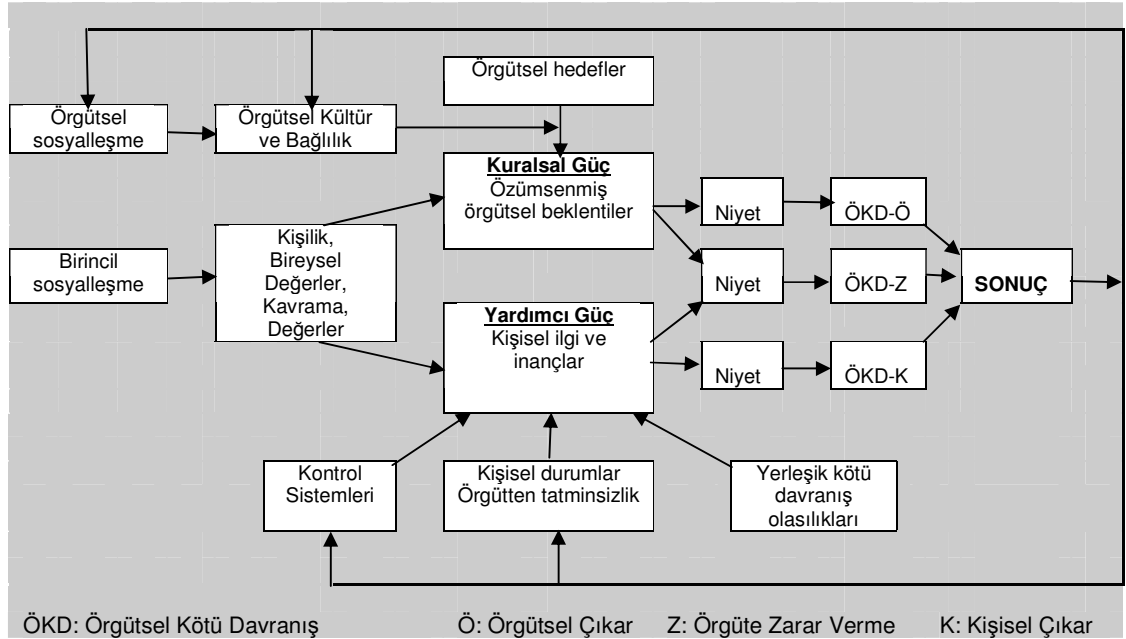 Örgütsel hedefler
Örgütsel
sosyalleşme
Örgütsel Kültür
ve Bağlılık
Kuralsal Güç
Özümsenmiş
örgütsel beklentiler
Niyet
ÖKD-Ö
Birincil
sosyalleşme
Kişilik,
Bireysel
Değerler,
Kavrama,
Değerler
Niyet
ÖKD-Z
SONUÇ
Yardımcı Güç
Kişisel ilgi ve
inançlar
Niyet
ÖKD-K
Kontrol
Sistemleri
Kişisel durumlar
Örgütten tatminsizlik
Yerleşik kötü
davranış
olasılıkları
ÖKD: Örgütsel Kötü Davranış Ö: Örgütsel Çıkar Z: Örgüte Zarar Verme K: Kişisel Çıkar